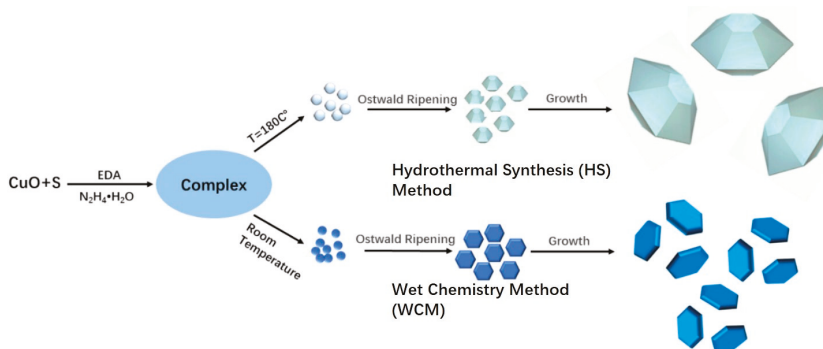 CuO+S
EDA
N₂H₄•H₂O
Complex
T=180C°
Ostwald Ripening
Growth
Hydrothermal Synthesis (HS)
Method
Room
Temperature
Ostwald Ripening
Growth
Wet Chemistry Method
(WCM)